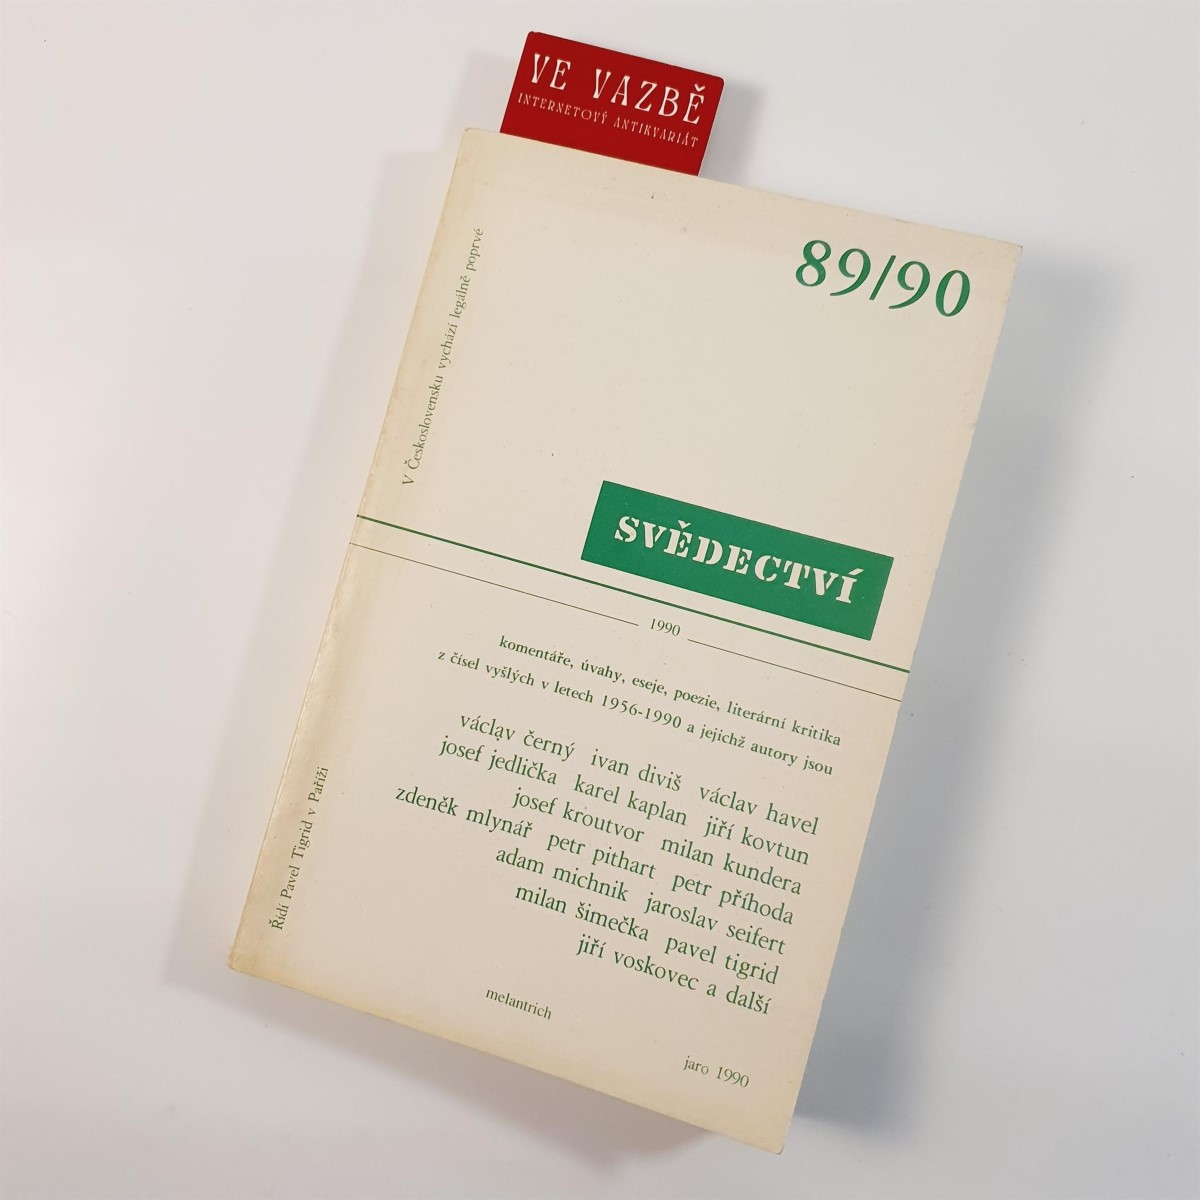 VE VAZBĚ
INTERNETOVÝ ANTIKVARIÁT
89/90
V Československu vychází legálně poprvé
SVĚDECTVÍ
1990
komentáře, úvahy, eseje, poezie, literární kritika
z čísel vyšlých v letech 1956-1990 a jejichž autory jsou
václav černý ivan diviš václav havel
josef jedlička karel kaplan jiří kovtun
josef kroutvor milan kundera
zdeněk mlynář petr pithart petr příhoda
adam michnik jaroslav seifert
milan šimečka pavel tigrid
jiří voskovec a další
Řídí Pavel Tigrid v Paříži
melantrich
jaro 1990